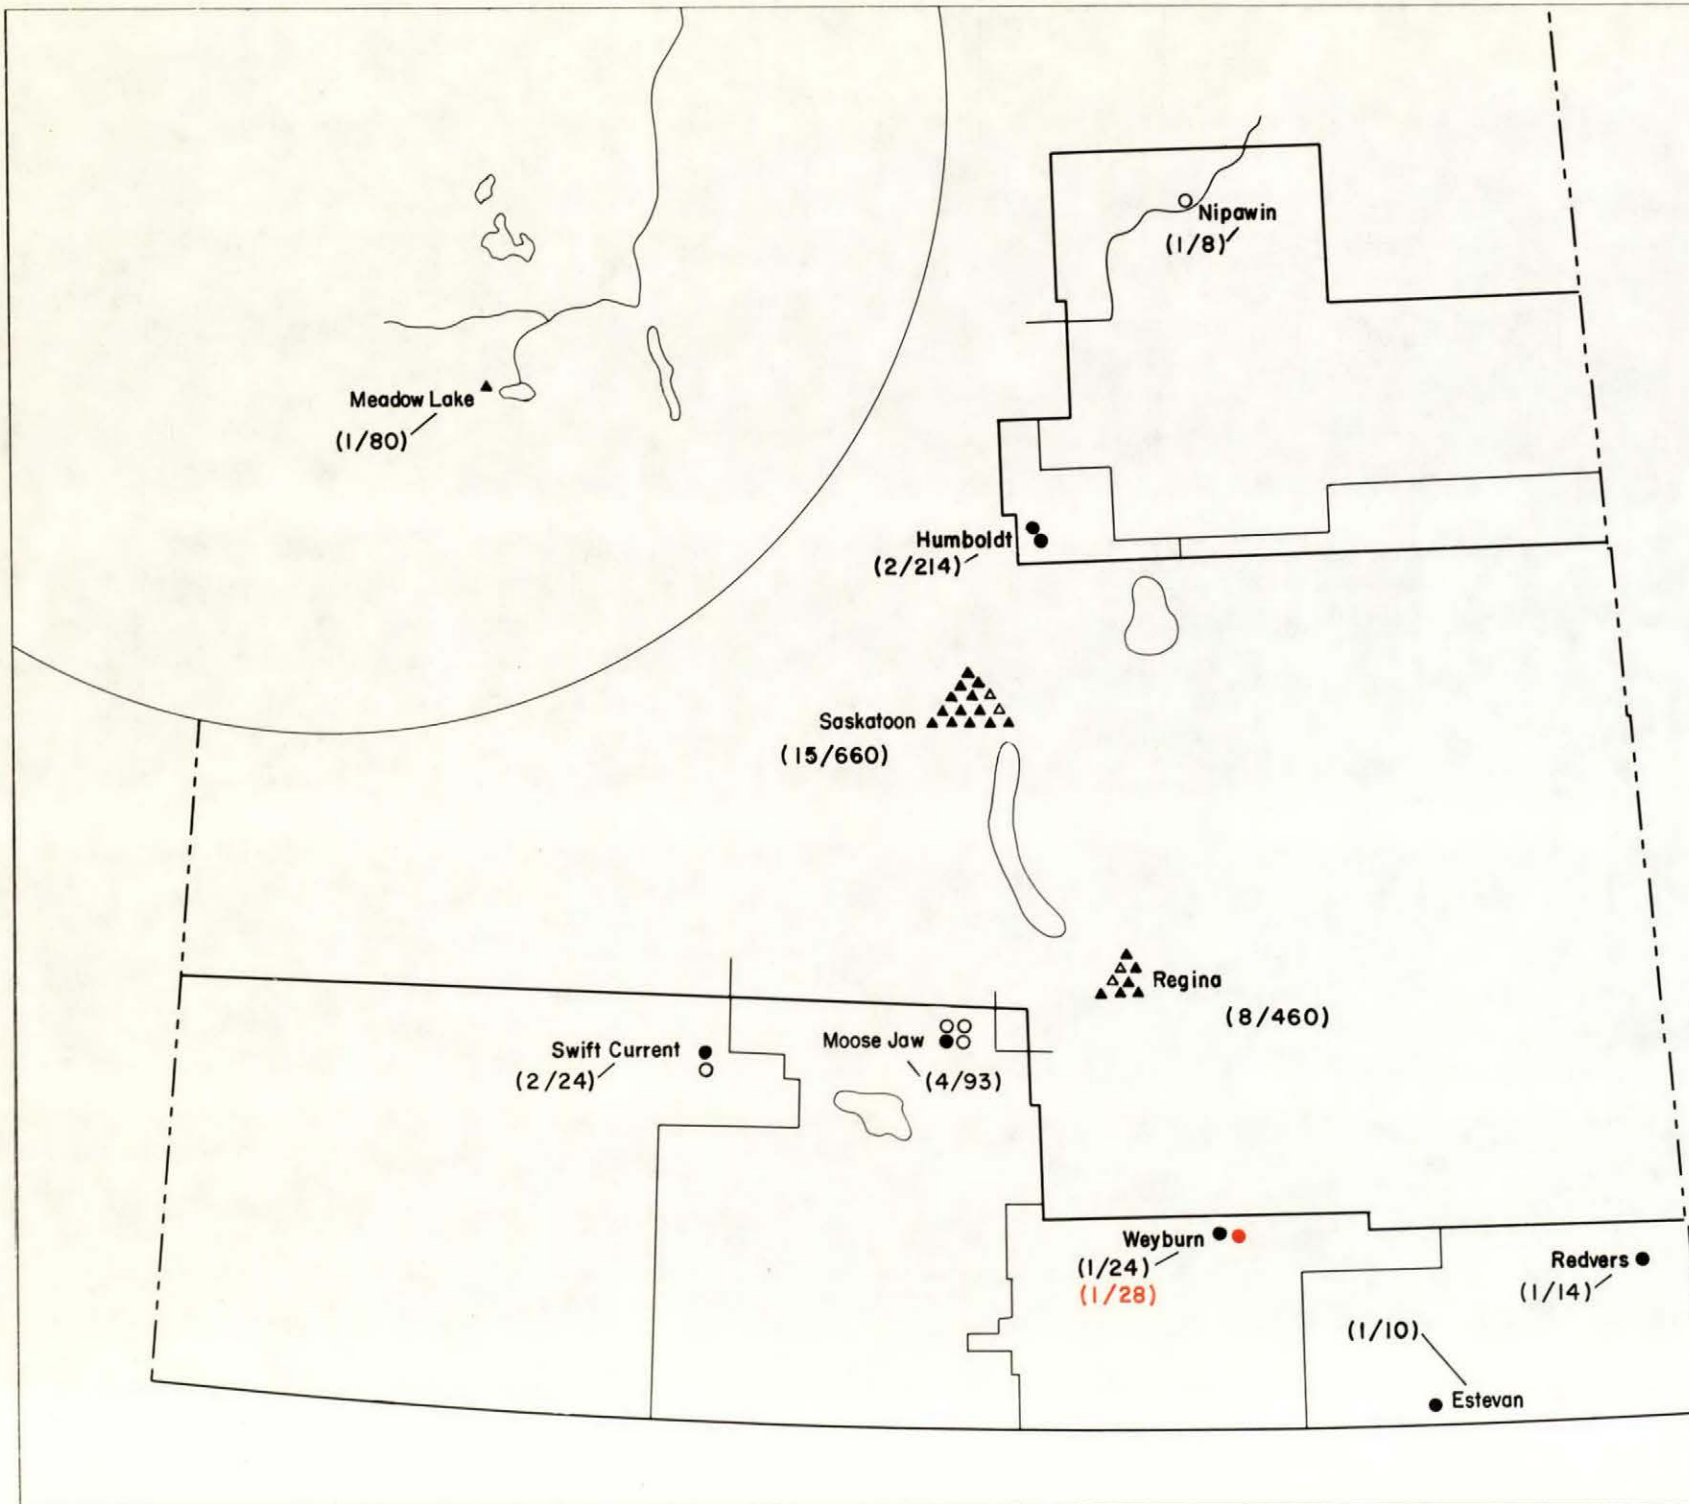 Nipawin
(1/8)
Meadow Lake
(1/80)
Humboldt
(2/214)
Saskatoon
(15/660)
Regina
(8/460)
Swift Current
(2/24)
Moose Jaw
(4/93)
Weyburn
(1/24)
(1/28)
Redvers
(1/14)
(1/10)
Estevan